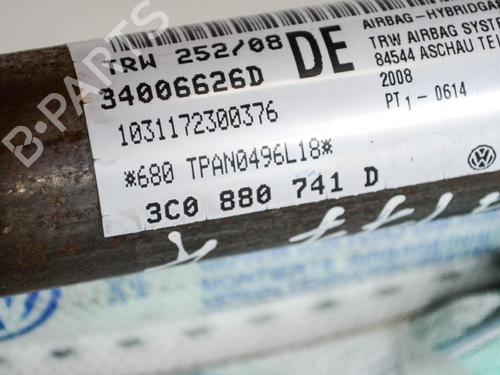 TRW 252/08
34006626D
1031172300376
*680 TPAN0496L18*
3C0 880 741 D
DE
AIRBAG-HYBRIDGA
TRW AIRBAG SYSTE
84544 ASCHAU
2008
PT1- 0614
B-PARTS